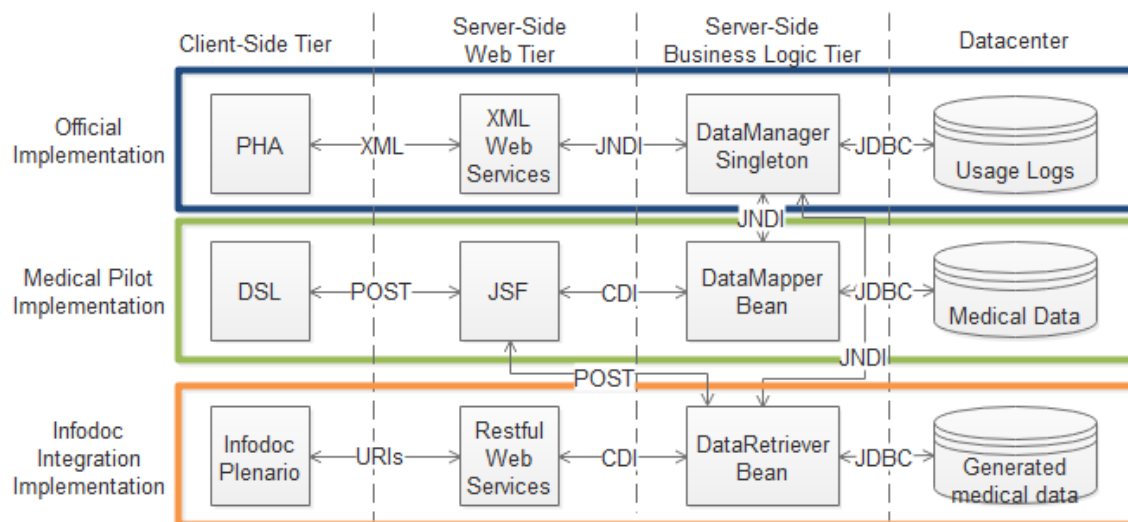 Client-Side Tier
Server-Side
Web Tier
Server-Side
Business Logic Tier
Datacenter
Official
Implementation
PHA
XML
XML
Web
Services
JNDI
DataManager
Singleton
JDBC
Usage Logs
JNDI
Medical Pilot
Implementation
DSL
POST
JSF
CDI
DataMapper
Bean
JDBC
Medical Data
JNDI
POST
Infodoc
Integration
Implementation
Infodoc
Plenario
URIs
Restful
Web
Services
CDI
DataRetriever
Bean
JDBC
Generated
medical data